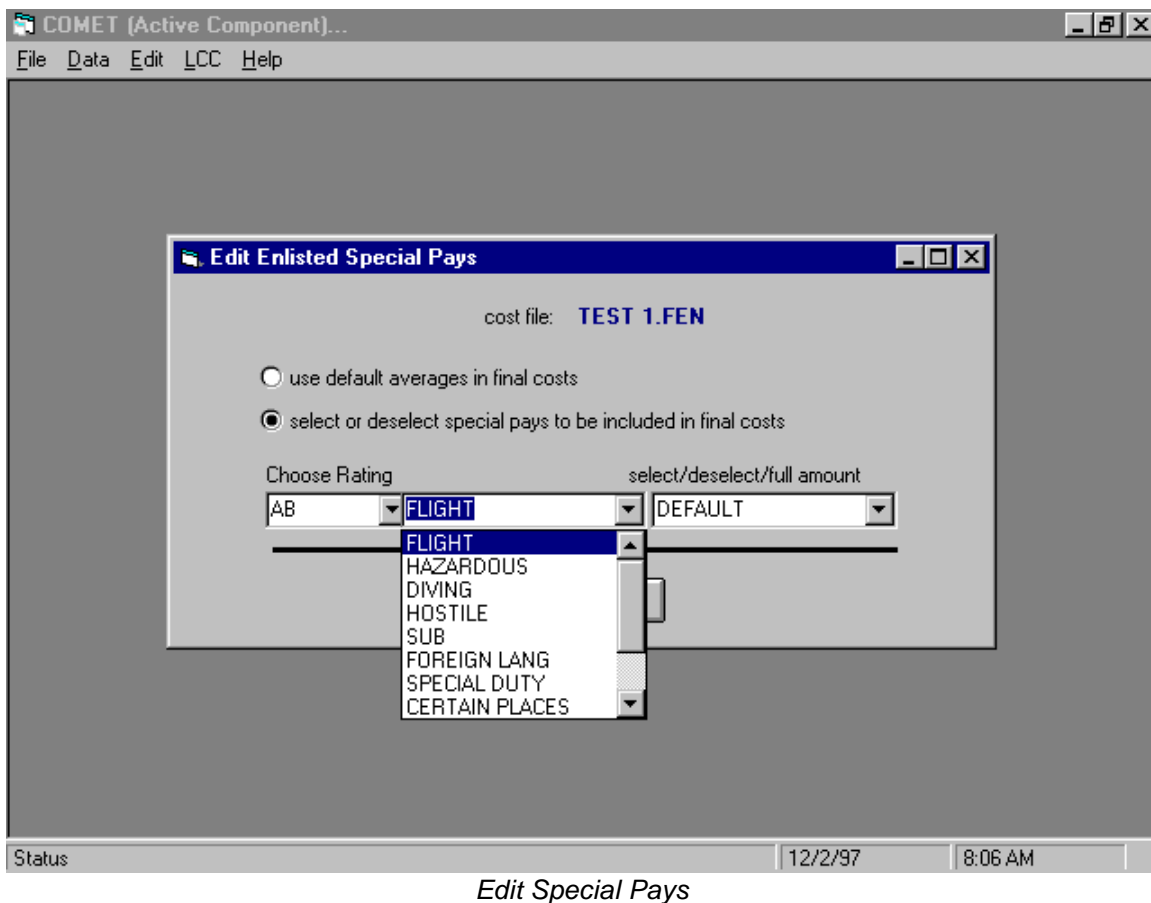 COMET (Active Component)...
File Data Edit LCC Help
Edit Enlisted Special Pays
cost file: TEST 1.FEN
use default averages in final costs
select or deselect special pays to be included in final costs
Choose Rating select/deselect/full amount
AB FLIGHT DEFAULT
FLIGHT
HAZARDOUS
DIVING
HOSTILE
SUB
FOREIGN LANG
SPECIAL DUTY
CERTAIN PLACES
Status 12/2/97 8:06 AM
Edit Special Pays